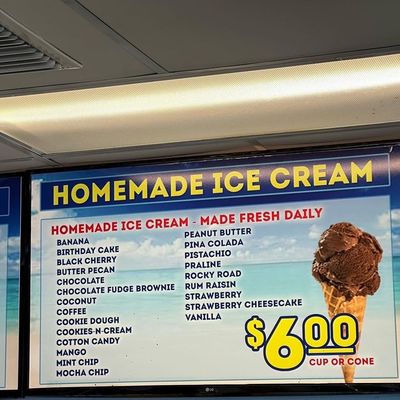 HOMEMADE ICE CREAM
HOMEMADE ICE CREAM - MADE FRESH DAILY
BANANA
BIRTHDAY CAKE
BLACK CHERRY
BUTTER PECAN
CHOCOLATE
CHOCOLATE FUDGE BROWNIE
COCONUT
COFFEE
COOKIE DOUGH
COOKIES-N-CREAM
COTTON CANDY
MANGO
MINT CHIP
MOCHA CHIP
PEANUT BUTTER
PINA COLADA
PISTACHIO
PRALINE
ROCKY ROAD
RUM RAISIN
STRAWBERRY
STRAWBERRY CHEESECAKE
VANILLA
$6.00
CUP OR CONE
LG